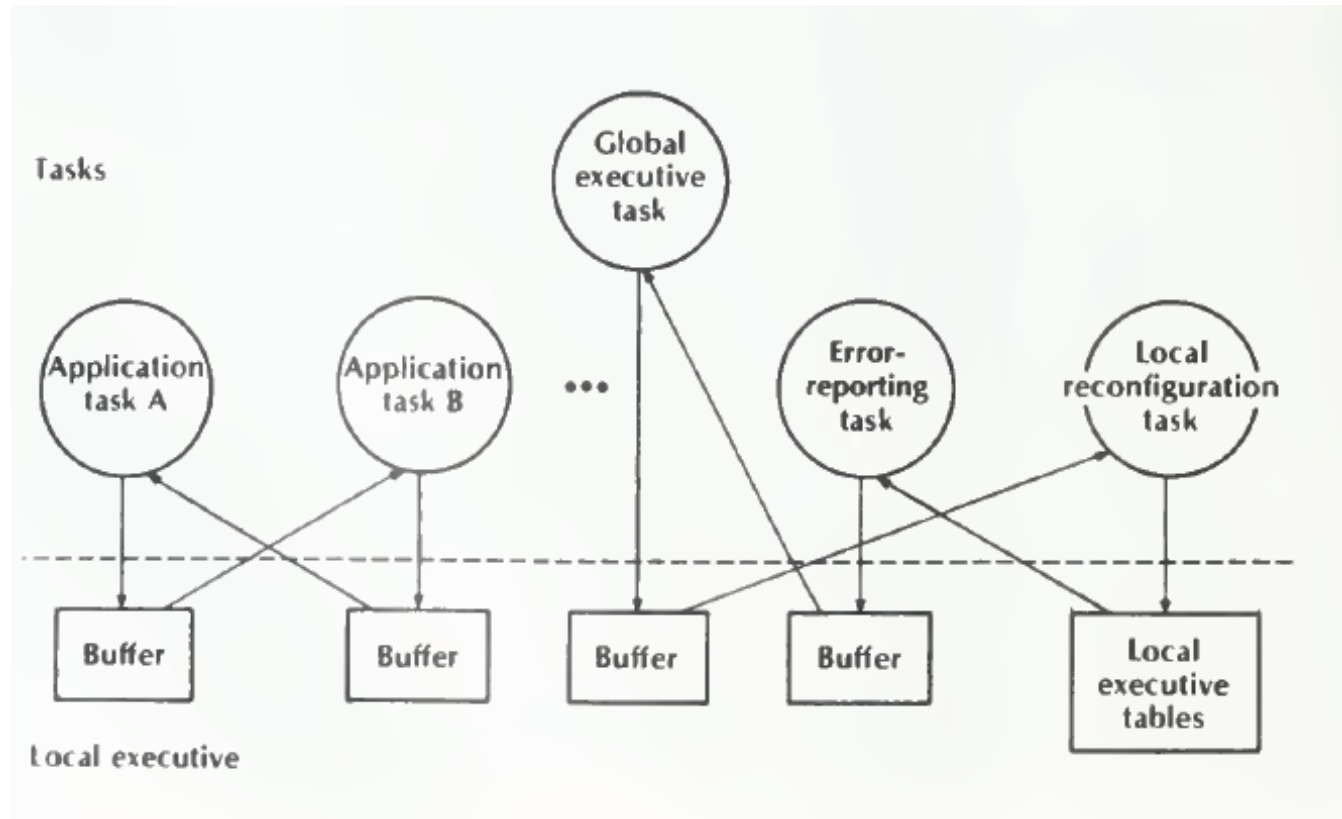 Tasks
Global
executive
task
Application
task A
Application
task B
•••
Error-
reporting
task
Local
reconfiguration
task
Buffer
Buffer
Buffer
Buffer
Local
executive
tables
Local executive